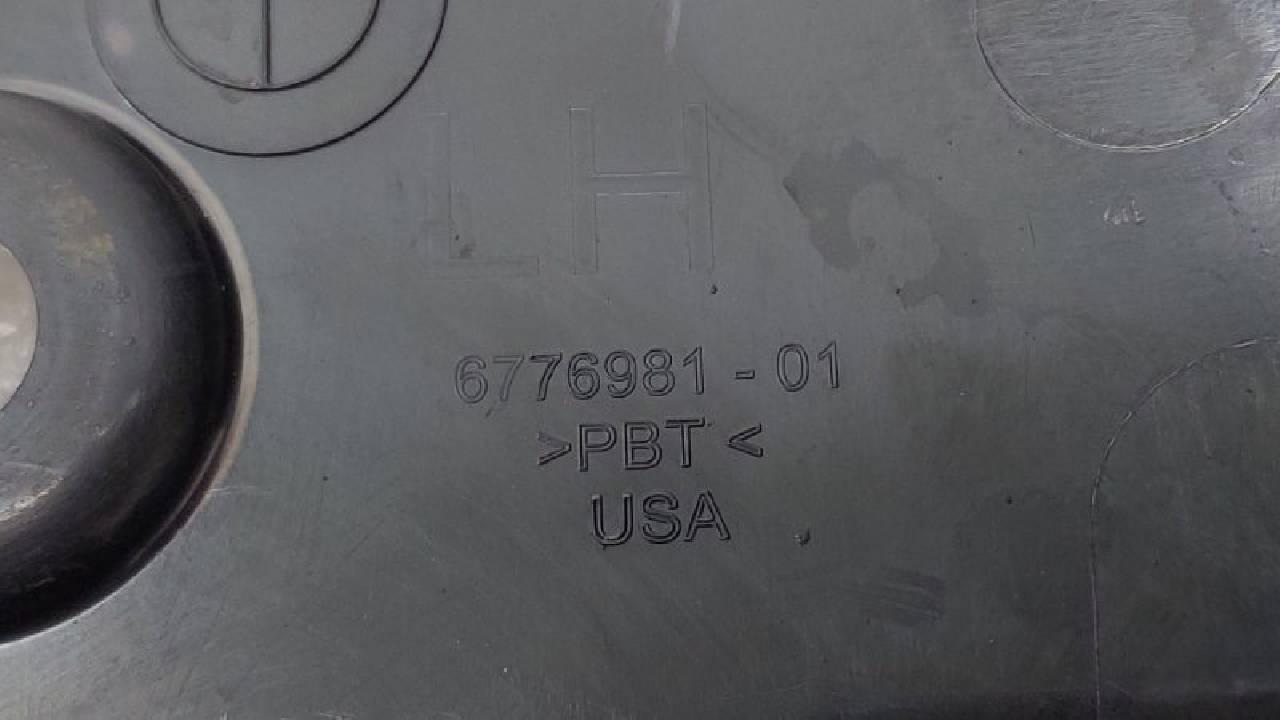 LH
6776981 - 01
>PBT<
USA